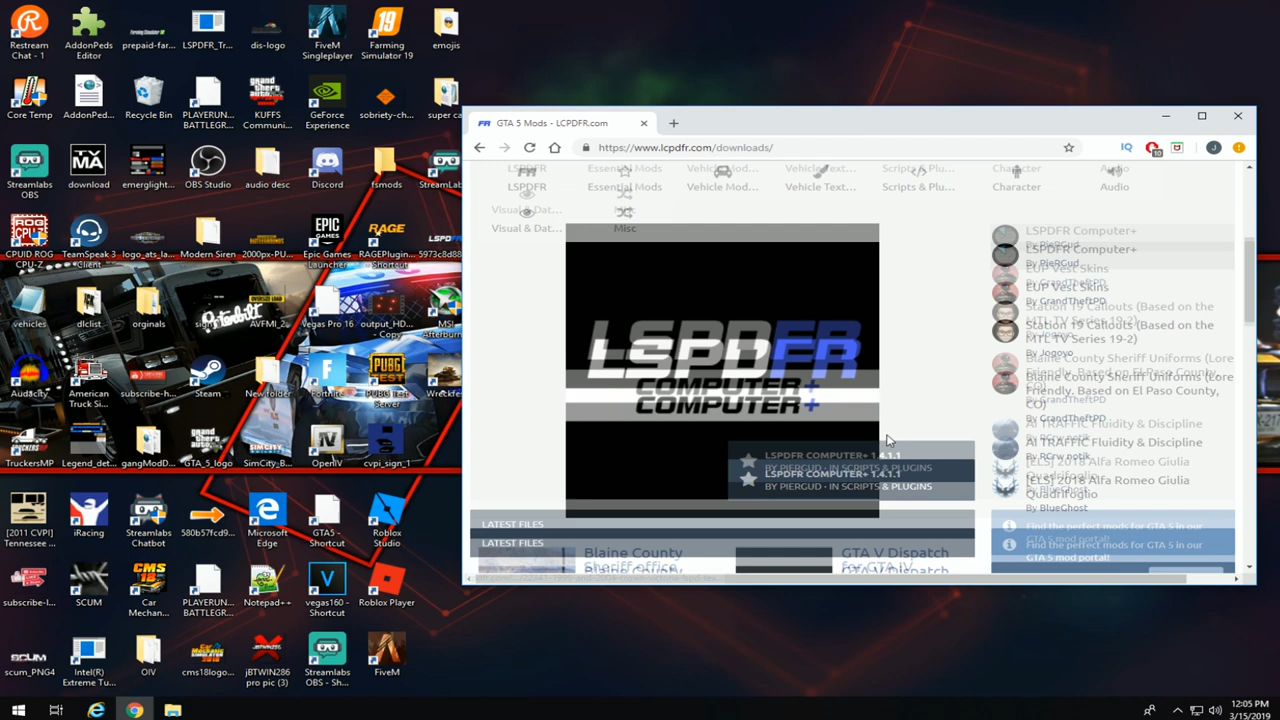 Restream
Chat - 1
AddonPeds
Editor
prepaid-far...
LSPDFR_Tr...
dis-logo
FiveM
Singleplayer
Farming
Simulator 19
emojis
Core Temp
AddonPed...
Recycle Bin
PLAYERUN...
BATTLEGR...
KUFFS
Communi...
GeForce
Experience
sobriety-ch...
super ca
Streamlabs
OBS
download
emerglight...
OBS Studio
audio desc
Discord
fsmods
StreamLab
CPUID ROG
CPU-Z
TeamSpeak 3
Client
logo_ats_la...
Modern Siren
2000px-PU...
Epic Games
Launcher
RAGEPlugin...
Shortcut
5973c8d88
vehicles
dlclist
orginals
AVFMI_2...
Vegas Pro 16
output_HD...
- Copy
MSI
Afterburn
Audacity
American
Truck Si...
subscribe-h...
Steam
New folder
Fortnite
PUBG Test
Server
Wreckfes
TruckersMP
Legend_det...
gangModD...
GTA_5_logo
SimCity_B...
OpenIV
cvpi_sign_1
[2011 CVPI]
Tennessee ...
iRacing
Streamlabs
Chatbot
580b57fcd9...
Microsoft
Edge
GTA5 -
Shortcut
Roblox
Studio
subscribe-l...
SCUM
Car
Mechan...
PLAYERUN...
BATTLEGR...
Notepad++
vegas160 -
Shortcut
Roblox Player
scum_PNG4
Intel(R)
Extreme Tu...
OIV
cms18logo...
jBTWIN286
pro pic (3)
Streamlabs
OBS - Sh...
FiveM
GTA 5 Mods - LCPDFR.com
https://www.lcpdfr.com/downloads/
LSPDFR
Essential Mods
Vehicle Mod...
Vehicle Text...
Scripts & Plu...
Character
Audio
Visual & Dat...
Misc
LSPDFR
COMPUTER+
LSPDFR COMPUTER+ 1.4.1.1
BY PIERGUD - IN SCRIPTS & PLUGINS
LATEST FILES
Blaine County
Sheriff Office
GTA V Dispatch
for GTA IV
LSPDFR Computer+
By PieRGud
EUP Vest Skins
By GrandTheftPD
Station 19 Callouts (Based on the
MTL TV Series 19-2)
By Jogoyo
Blaine County Sheriff Uniforms (Lore
Friendly, Based on El Paso County,
CO)
By GrandTheftPD
AI TRAFFIC Fluidity & Discipline
By RCrw notik
[ELS] 2018 Alfa Romeo Giulia
Quadrifoglio
By BlueGhost
Find the perfect mods for GTA 5 in our
GTA 5 mod portal!
12:05 PM
3/15/2019